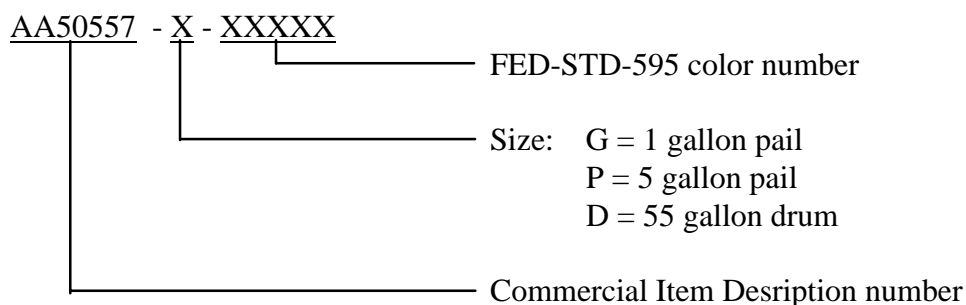 AA50557 - X - XXXXX
FED-STD-595 color number
Size: G = 1 gallon pail
P = 5 gallon pail
D = 55 gallon drum
Commercial Item Desription number